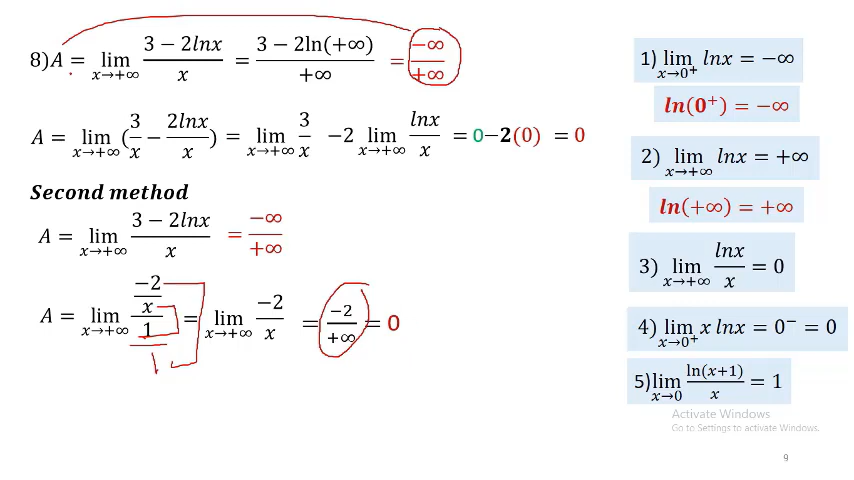 8)A = lim x→+∞ (3 − 2lnx)/x = (3 − 2ln(+∞))/+∞ = −∞/+∞
A = lim x→+∞ (3/x − 2lnx/x) = lim x→+∞ 3/x −2 lim x→+∞ lnx/x = 0−2(0) = 0
Second method
A = lim x→+∞ (3 − 2lnx)/x = −∞/+∞
A = lim x→+∞ (−2/x)/1 = lim x→+∞ −2/x = −2/+∞ = 0
1
1) lim x→0⁺ lnx = −∞
ln(0⁺) = −∞
2) lim x→+∞ lnx = +∞
ln(+∞) = +∞
3) lim x→+∞ lnx/x = 0
4) lim x→0⁺ x lnx = 0⁻ = 0
5)lim x→0 ln(x+1)/x = 1
Activate Windows
Go to Settings to activate Windows.
9